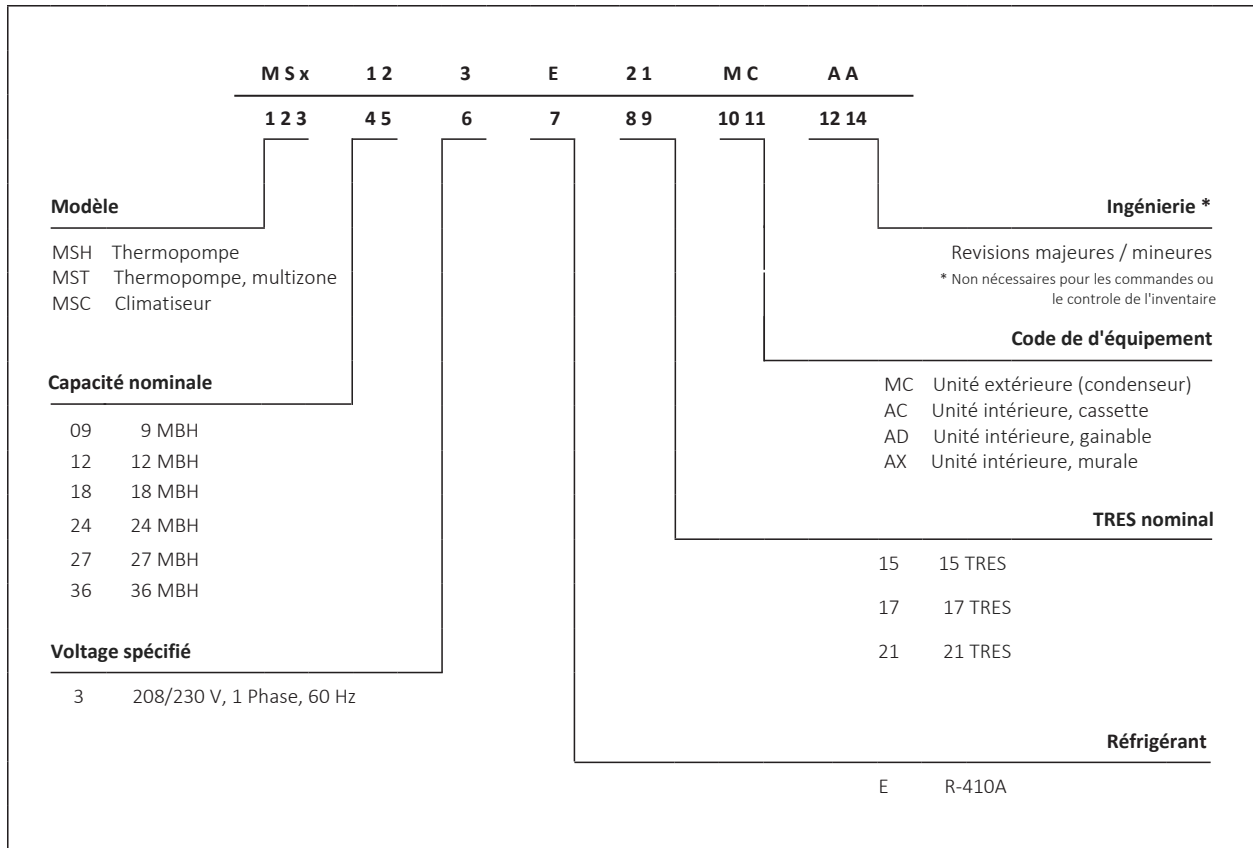 M S x 1 2 3 E 2 1 M C A A
1 2 3 4 5 6 7 8 9 10 11 12 14
Modèle
MSH Thermopompe
MST Thermopompe, multizone
MSC Climatiseur
Capacité nominale
09 9 MBH
12 12 MBH
18 18 MBH
24 24 MBH
27 27 MBH
36 36 MBH
Voltage spécifié
3 208/230 V, 1 Phase, 60 Hz
Ingénierie *
Revisions majeures / mineures
* Non nécessaires pour les commandes ou
le controle de l'inventaire
Code de d'équipement
MC Unité extérieure (condenseur)
AC Unité intérieure, cassette
AD Unité intérieure, gainable
AX Unité intérieure, murale
TRES nominal
15 15 TRES
17 17 TRES
21 21 TRES
Réfrigérant
E R-410A